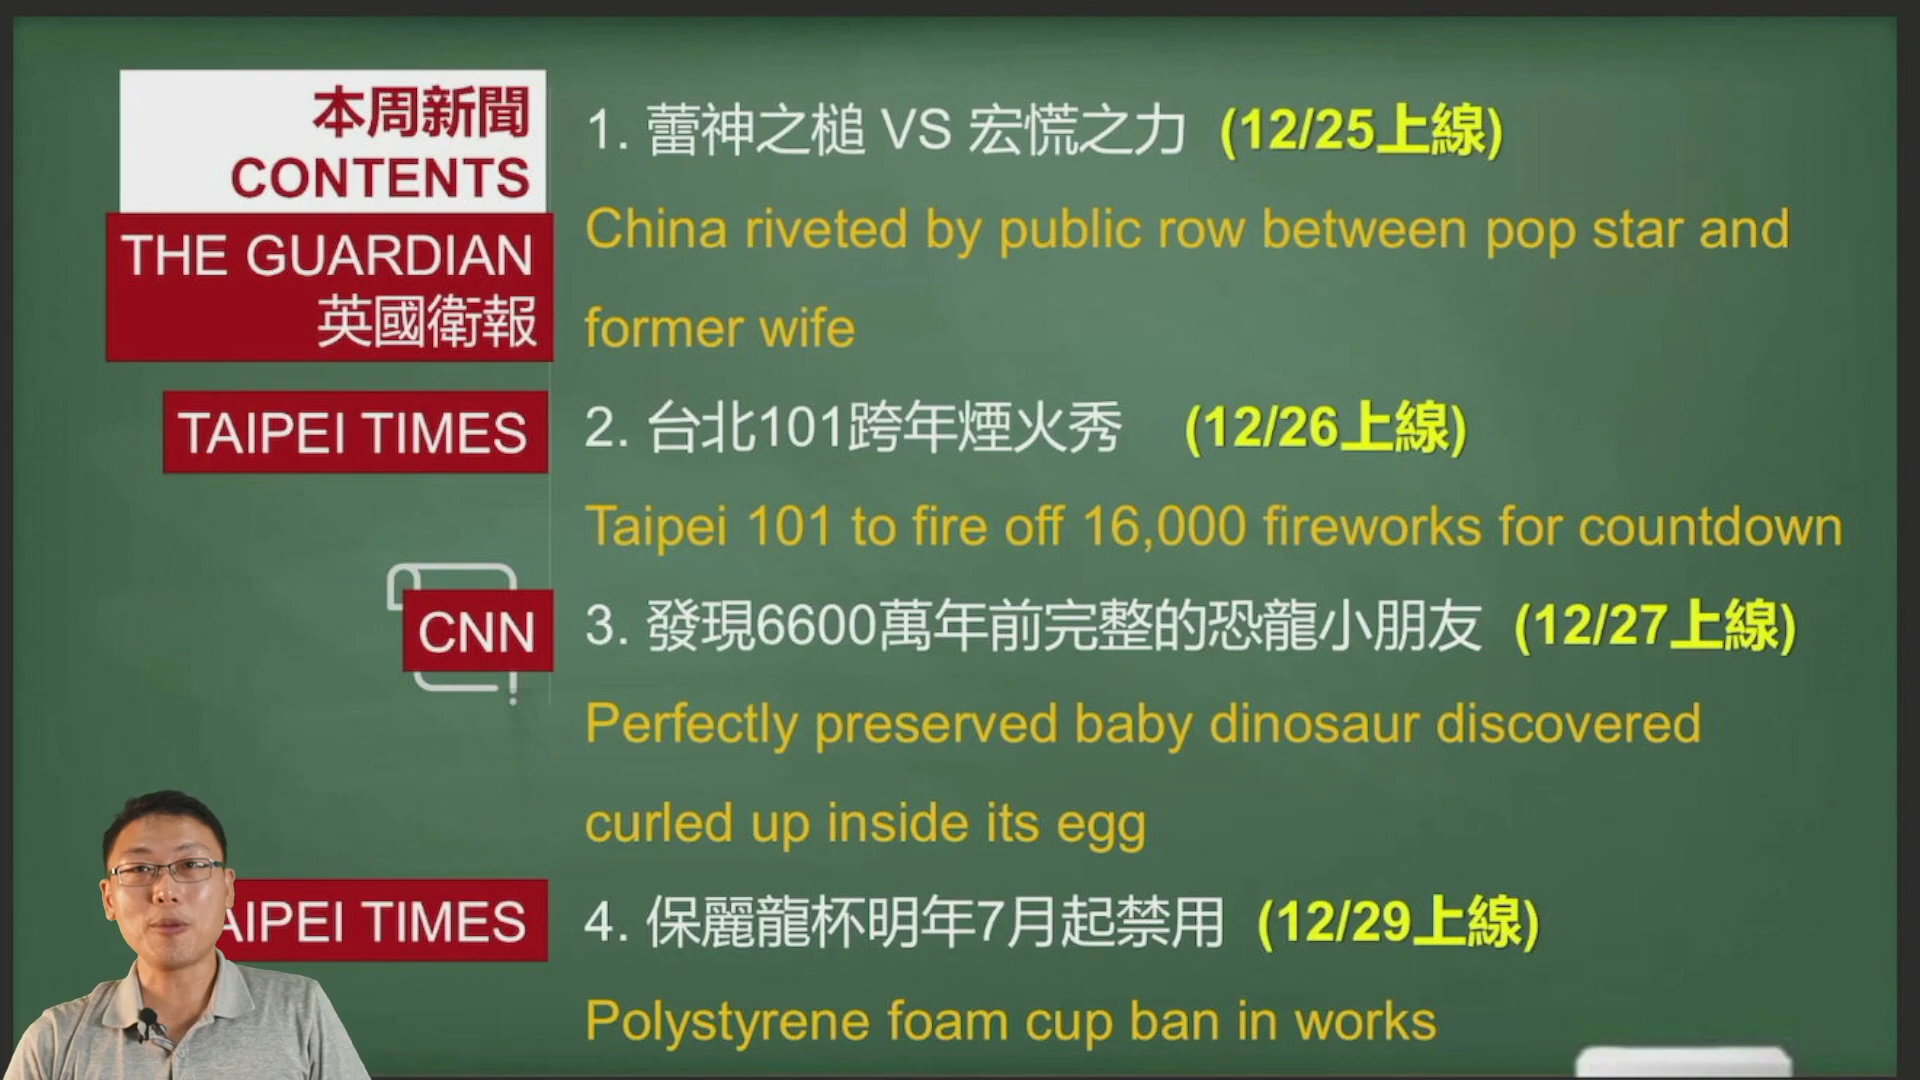 本周新聞
CONTENTS
THE GUARDIAN
英國衛報
1. 蕾神之槌 VS 宏慌之力 (12/25上線)
China riveted by public row between pop star and
former wife
TAIPEI TIMES
2. 台北101跨年煙火秀 (12/26上線)
Taipei 101 to fire off 16,000 fireworks for countdown
CNN
3. 發現6600萬年前完整的恐龍小朋友 (12/27上線)
Perfectly preserved baby dinosaur discovered
curled up inside its egg
AIPEI TIMES
4. 保麗龍杯明年7月起禁用 (12/29上線)
Polystyrene foam cup ban in works